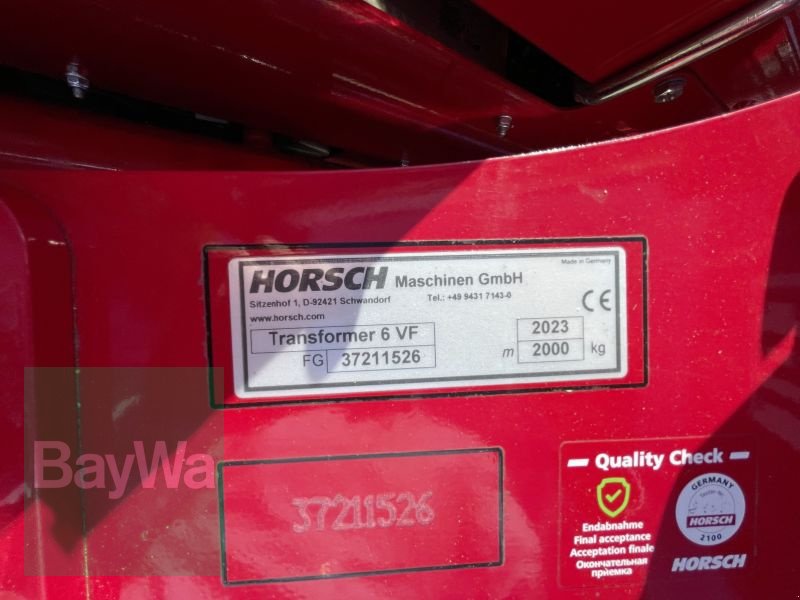 HORSCH Maschinen GmbH
Made in Germany
Sitzenhof 1, D-92421 Schwandorf Tel.: +49 9431 7143-0
www.horsch.com
CE
Transformer 6 VF
2023
FG 37211526
m 2000 kg
BayWa
37211526
Quality Check
Endabnahme
Final acceptance
Acceptation finale
Окончательная
приемка
GERMANY
HORSCH
2100
HORSCH